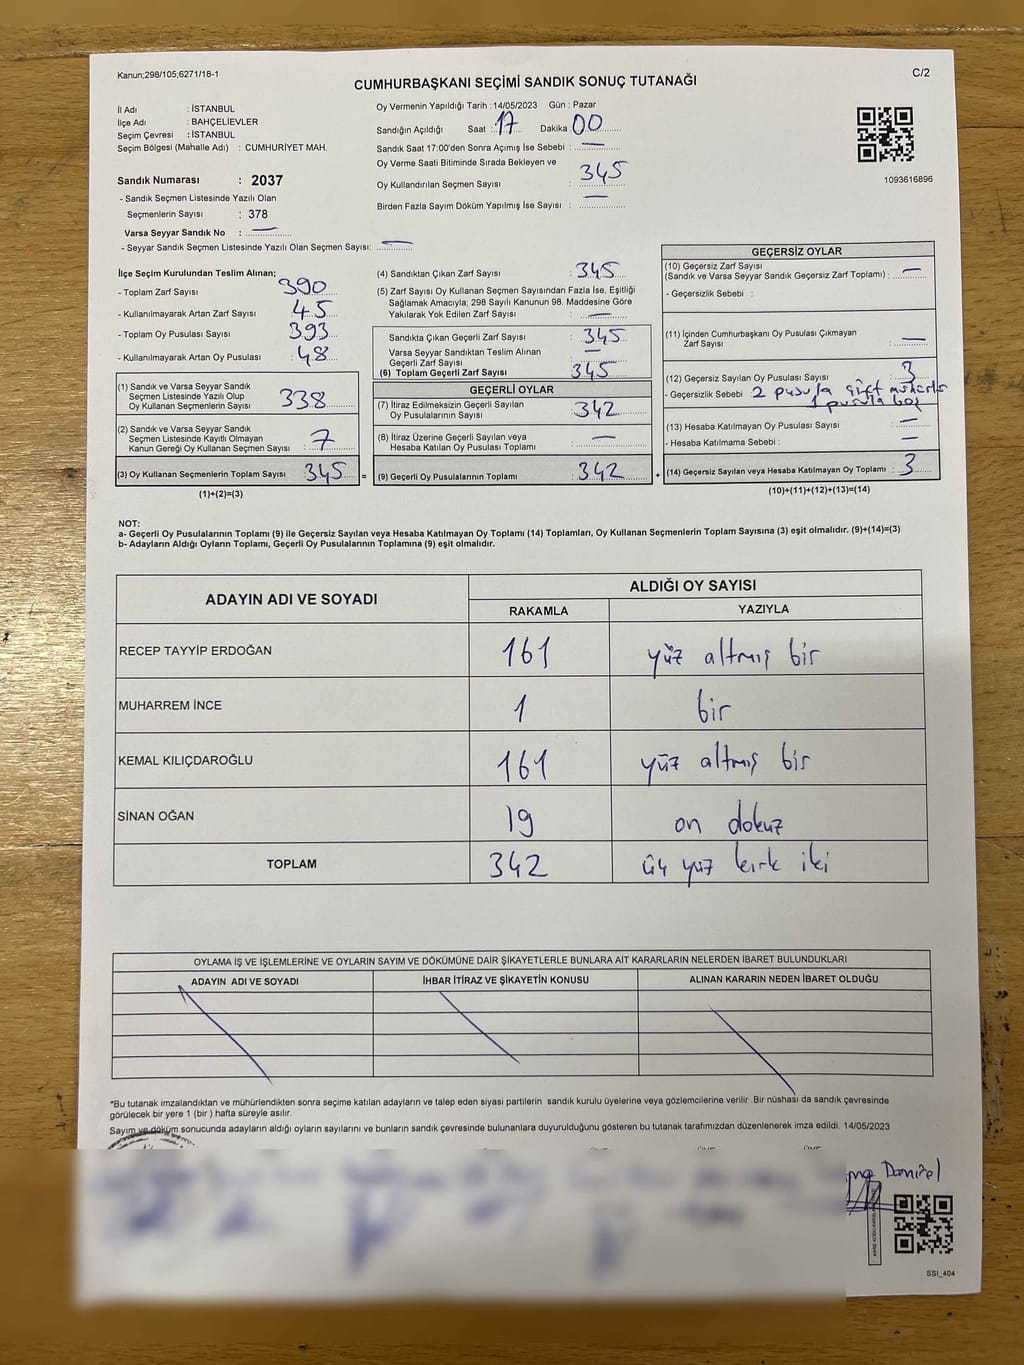 Kanun;298/105;6271/18-1
C/2
CUMHURBAŞKANI SEÇİMİ SANDIK SONUÇ TUTANAĞI
İl Adı : İSTANBUL
İlçe Adı : BAHÇELİEVLER
Seçim Çevresi : İSTANBUL
Seçim Bölgesi (Mahalle Adı) : CUMHURİYET MAH.
Sandık Numarası : 2037
- Sandık Seçmen Listesinde Yazılı Olan
Seçmenlerin Sayısı : 378
Varsa Seyyar Sandık No : —
- Seyyar Sandık Seçmen Listesinde Yazılı Olan Seçmen Sayısı: —
Oy Vermenin Yapıldığı Tarih : 14/05/2023 Gün : Pazar
Sandığın Açıldığı Saat : 17 Dakika : 00
Sandık Saat 17:00'den Sonra Açımış İse Sebebi : —
Oy Verme Saati Bitiminde Sırada Bekleyen ve
Oy Kullandırılan Seçmen Sayısı : 345
Birden Fazla Sayım Döküm Yapılmış İse Sayısı : —
1093616896
İlçe Seçim Kurulundan Teslim Alınan;
- Toplam Zarf Sayısı : 390
- Kullanılmayarak Artan Zarf Sayısı : 45
- Toplam Oy Pusulası Sayısı : 393
- Kullanılmayarak Artan Oy Pusulası : 48
(1) Sandık ve Varsa Seyyar Sandık
Seçmen Listesinde Yazılı Olup
Oy Kullanan Seçmenlerin Sayısı : 338
(2) Sandık ve Varsa Seyyar Sandık
Seçmen Listesinde Kayıtlı Olmayan
Kanun Gereği Oy Kullanan Seçmen Sayısı : 7
(3) Oy Kullanan Seçmenlerin Toplam Sayısı : 345 =
(1)+(2)=(3)
(4) Sandıktan Çıkan Zarf Sayısı : 345
(5) Zarf Sayısı Oy Kullanan Seçmen Sayısından Fazla İse, Eşitliği
Sağlamak Amacıyla; 298 Sayılı Kanunun 98. Maddesine Göre
Yakılarak Yok Edilen Zarf Sayısı : —
Sandıkta Çıkan Geçerli Zarf Sayısı : 345
Varsa Seyyar Sandıktan Teslim Alınan
Geçerli Zarf Sayısı : —
(6) Toplam Geçerli Zarf Sayısı : 345
GEÇERLİ OYLAR
(7) İtiraz Edilmeksizin Geçerli Sayılan
Oy Pusulalarının Sayısı : 342
(8) İtiraz Üzerine Geçerli Sayılan veya
Hesaba Katılan Oy Pusulası Toplamı : —
(9) Geçerli Oy Pusulalarının Toplamı : 342 +
GEÇERSİZ OYLAR
(10) Geçersiz Zarf Sayısı
(Sandık ve Varsa Seyyar Sandık Geçersiz Zarf Toplamı) : —
- Geçersizlik Sebebi :
(11) İçinden Cumhurbaşkanı Oy Pusulası Çıkmayan
Zarf Sayısı : —
(12) Geçersiz Sayılan Oy Pusulası Sayısı : 3
- Geçersizlik Sebebi 2 pusula çift mühürlü
1 pusula boş
(13) Hesaba Katılmayan Oy Pusulası Sayısı : —
- Hesaba Katılmama Sebebi : —
(14) Geçersiz Sayılan veya Hesaba Katılmayan Oy Toplamı : 3
(10)+(11)+(12)+(13)=(14)
NOT:
a- Geçerli Oy Pusulalarının Toplamı (9) ile Geçersiz Sayılan veya Hesaba Katılmayan Oy Toplamı (14) Toplamları, Oy Kullanan Seçmenlerin Toplam Sayısına (3) eşit olmalıdır. (9)+(14)=(3)
b- Adayların Aldığı Oyların Toplamı, Geçerli Oy Pusulalarının Toplamına (9) eşit olmalıdır.
ADAYIN ADI VE SOYADI
ALDIĞI OY SAYISI
RAKAMLA YAZIYLA
RECEP TAYYİP ERDOĞAN 161 yüz altmış bir
MUHARREM İNCE 1 bir
KEMAL KILIÇDAROĞLU 161 yüz altmış bir
SİNAN OĞAN 19 on dokuz
TOPLAM 342 üç yüz kırk iki
OYLAMA İŞ VE İŞLEMLERİNE VE OYLARIN SAYIM VE DÖKÜMÜNE DAİR ŞİKAYETLERLE BUNLARA AİT KARARLARIN NELERDEN İBARET BULUNDUKLARI
ADAYIN ADI VE SOYADI İHBAR İTİRAZ VE ŞİKAYETİN KONUSU ALINAN KARARIN NEDEN İBARET OLDUĞU
*Bu tutanak imzalandıktan ve mühürlendikten sonra seçime katılan adayların ve talep eden siyasi partilerin sandık kurulu üyelerine veya gözlemcilerine verilir .Bir nüshası da sandık çevresinde
görülecek bir yere 1 (bir ) hafta süreyle asılır.
Sayım ve döküm sonucunda adayların aldığı oyların sayılarını ve bunların sandık çevresinde bulunanlara duyurulduğunu gösteren bu tutanak tarafımızdan düzenlenerek imza edildi. 14/05/2023
SSI_404